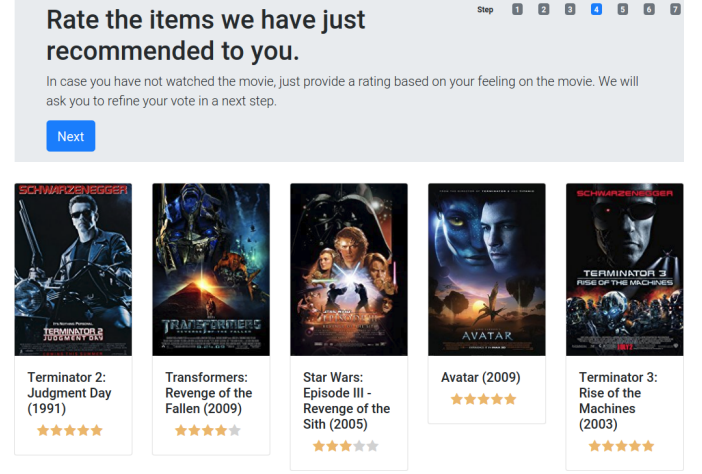 Rate the items we have just
recommended to you.
Step 1 2 3 4 5 6 7
In case you have not watched the movie, just provide a rating based on your feeling on the movie. We will
ask you to refine your vote in a next step.
Next
SCHWARZENEGGER
IT'S NOTHING PERSONAL.
TERMINATOR 2
JUDGMENT DAY
TRANSFORMERS
STAR WARS
AVATAR
SCHWARZENEGGER
TERMINATOR 3
RISE OF THE MACHINES
Terminator 2:
Judgment Day
(1991)
Transformers:
Revenge of the
Fallen (2009)
Star Wars:
Episode III -
Revenge of the
Sith (2005)
Avatar (2009)
Terminator 3:
Rise of the
Machines
(2003)